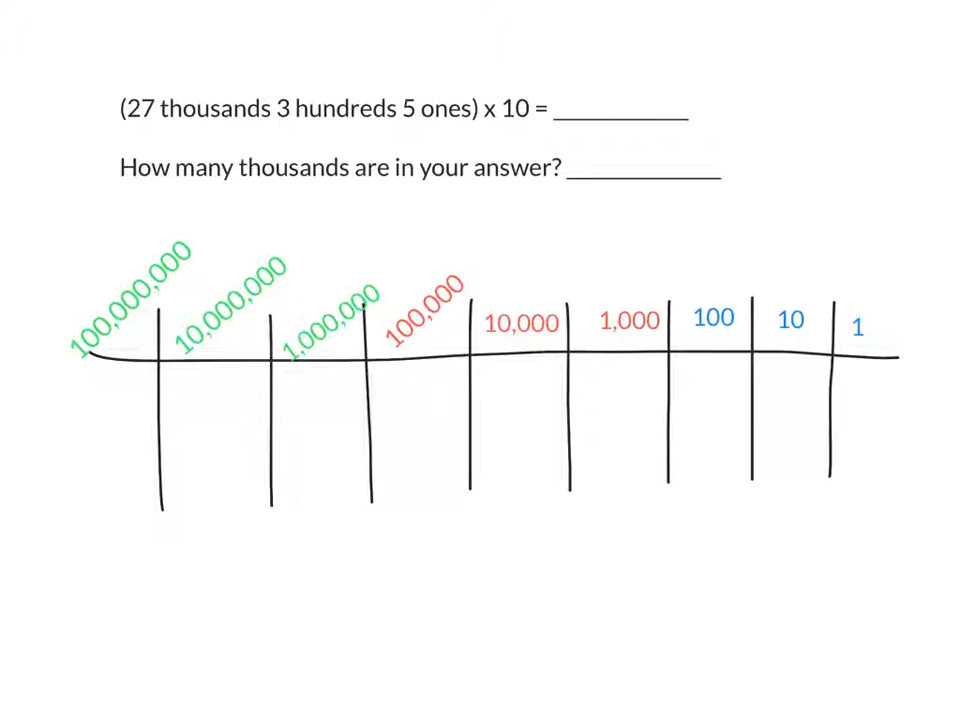 (27 thousands 3 hundreds 5 ones) x 10 = ___________
How many thousands are in your answer? ____________
100,000,000 10,000,000 1,000,000 100,000 10,000 1,000 100 10 1